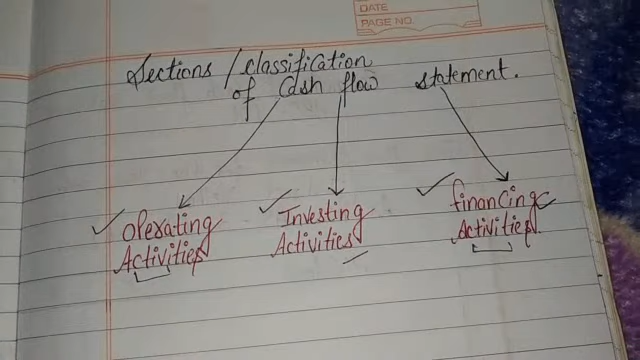 DATE
PAGE NO.
Sections / classification
of Cash flow statement.
Operating
Activities
Investing
Activities
financing
Activities